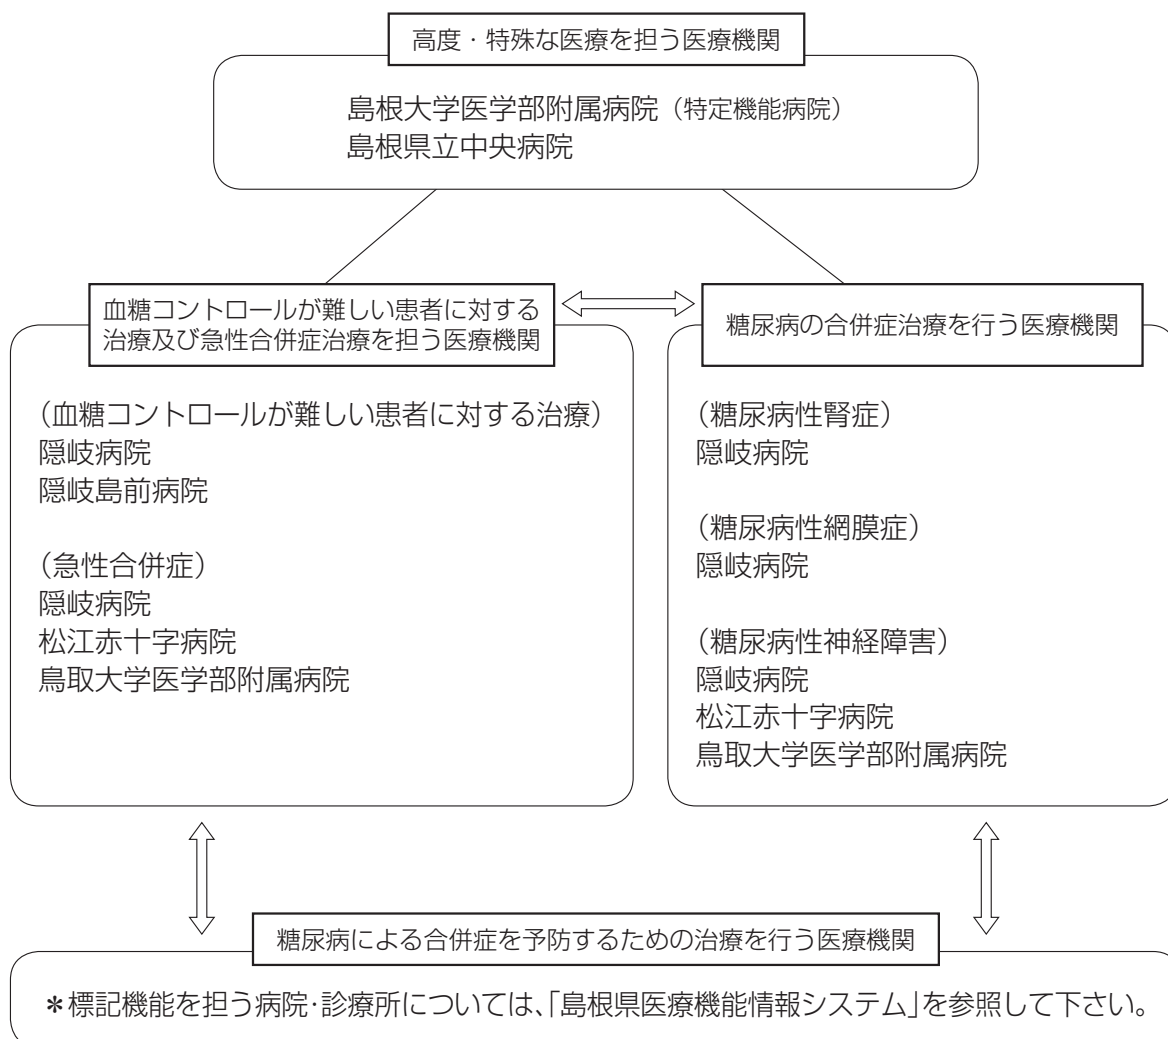 高度・特殊な医療を担う医療機関
島根大学医学部附属病院（特定機能病院）
島根県立中央病院
血糖コントロールが難しい患者に対する
治療及び急性合併症治療を担う医療機関
（血糖コントロールが難しい患者に対する治療）
隠岐病院
隠岐島前病院
（急性合併症）
隠岐病院
松江赤十字病院
鳥取大学医学部附属病院
糖尿病の合併症治療を行う医療機関
（糖尿病性腎症）
隠岐病院
（糖尿病性網膜症）
隠岐病院
（糖尿病性神経障害）
隠岐病院
松江赤十字病院
鳥取大学医学部附属病院
糖尿病による合併症を予防するための治療を行う医療機関
＊標記機能を担う病院・診療所については、「島根県医療機能情報システム」を参照して下さい。